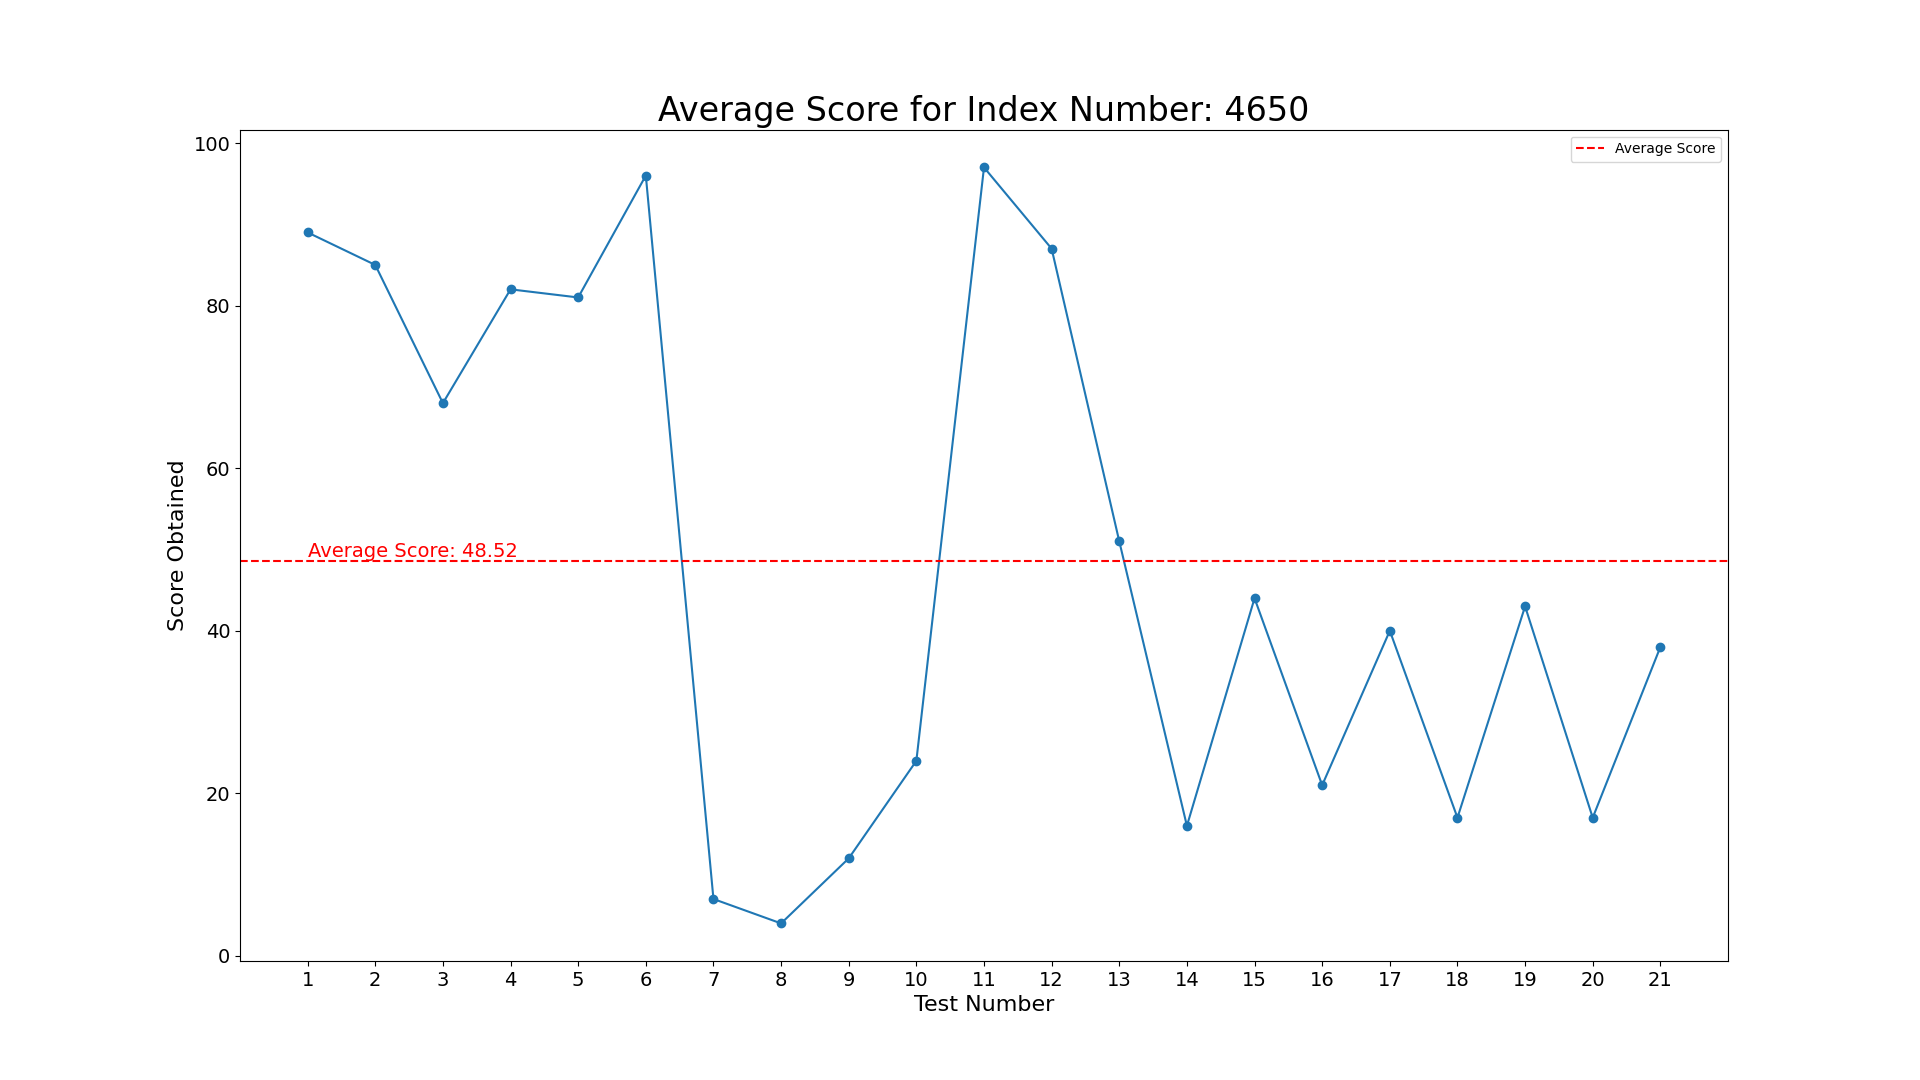 Average Score for Index Number: 4650
Average Score
100
80
60
40
20
0
Score Obtained
Average Score: 48.52
1 2 3 4 5 6 7 8 9 10 11 12 13 14 15 16 17 18 19 20 21
Test Number